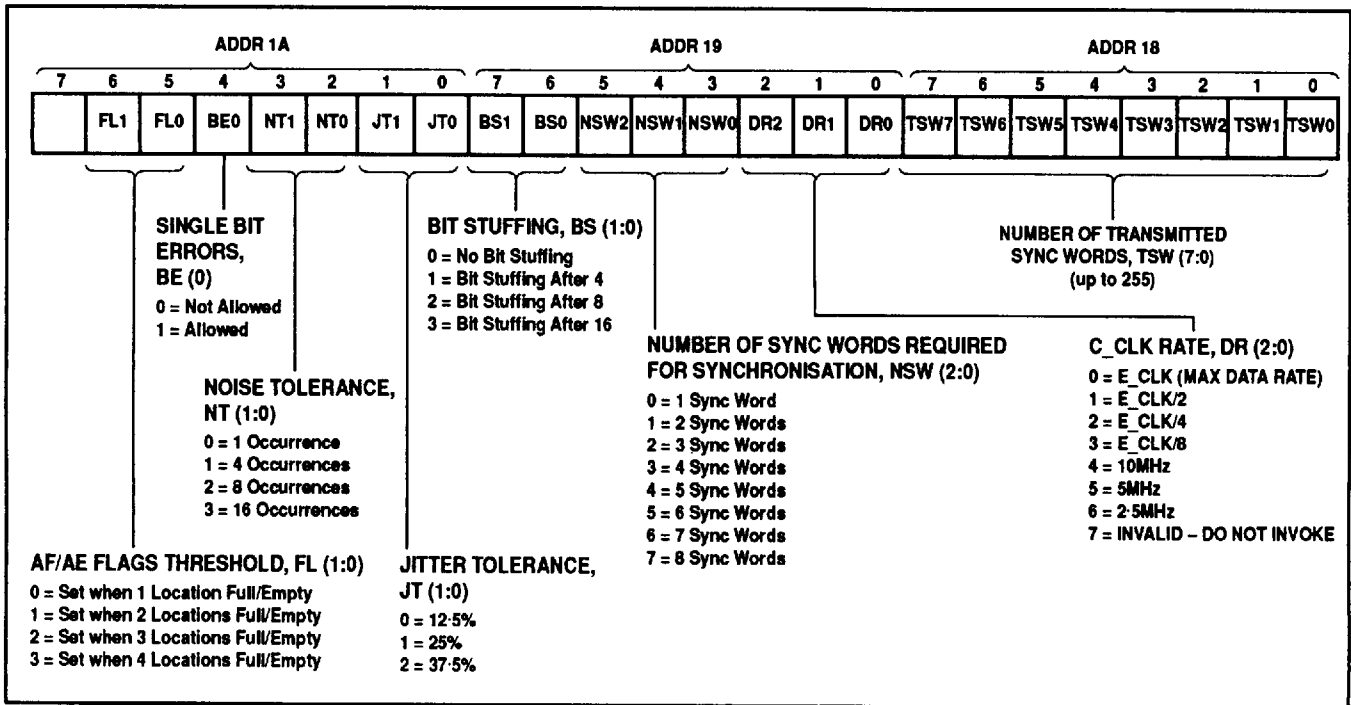 ADDR 1A ADDR 19 ADDR 18
7 6 5 4 3 2 1 0 7 6 5 4 3 2 1 0 7 6 5 4 3 2 1 0
FL1 FL0 BE0 NT1 NT0 JT1 JT0 BS1 BS0 NSW2 NSW1 NSW0 DR2 DR1 DR0 TSW7 TSW6 TSW5 TSW4 TSW3 TSW2 TSW1 TSW0
SINGLE BIT
ERRORS,
BE (0)
0 = Not Allowed
1 = Allowed
BIT STUFFING, BS (1:0)
0 = No Bit Stuffing
1 = Bit Stuffing After 4
2 = Bit Stuffing After 8
3 = Bit Stuffing After 16
NUMBER OF TRANSMITTED
SYNC WORDS, TSW (7:0)
(up to 255)
NOISE TOLERANCE,
NT (1:0)
0 = 1 Occurrence
1 = 4 Occurrences
2 = 8 Occurrences
3 = 16 Occurrences
NUMBER OF SYNC WORDS REQUIRED
FOR SYNCHRONISATION, NSW (2:0)
0 = 1 Sync Word
1 = 2 Sync Words
2 = 3 Sync Words
3 = 4 Sync Words
4 = 5 Sync Words
5 = 6 Sync Words
6 = 7 Sync Words
7 = 8 Sync Words
C_CLK RATE, DR (2:0)
0 = E_CLK (MAX DATA RATE)
1 = E_CLK/2
2 = E_CLK/4
3 = E_CLK/8
4 = 10MHz
5 = 5MHz
6 = 2·5MHz
7 = INVALID – DO NOT INVOKE
AF/AE FLAGS THRESHOLD, FL (1:0)
0 = Set when 1 Location Full/Empty
1 = Set when 2 Locations Full/Empty
2 = Set when 3 Locations Full/Empty
3 = Set when 4 Locations Full/Empty
JITTER TOLERANCE,
JT (1:0)
0 = 12·5%
1 = 25%
2 = 37·5%